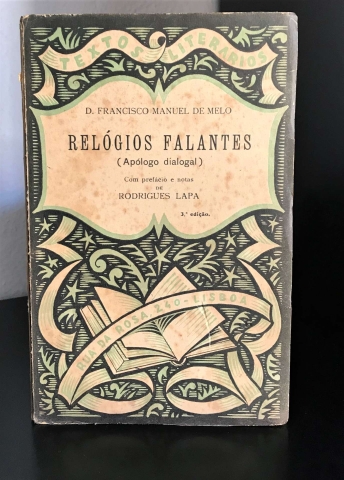 TEXTOS LITERÁRIOS
D. FRANCISCO MANUEL DE MELO
RELÓGIOS FALANTES
(Apólogo dialogal)
Com prefácio e notas
DE
RODRIGUES LAPA
3.ª edição.
RUA DA ROSA, 240-LISBOA